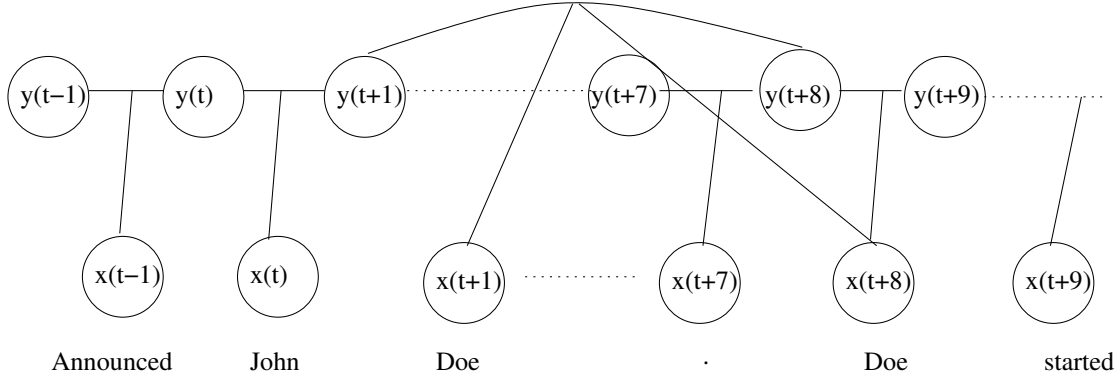 y(t−1) y(t) y(t+1) y(t+7) y(t+8) y(t+9)
x(t−1) x(t) x(t+1) x(t+7) x(t+8) x(t+9)
Announced John Doe . Doe started